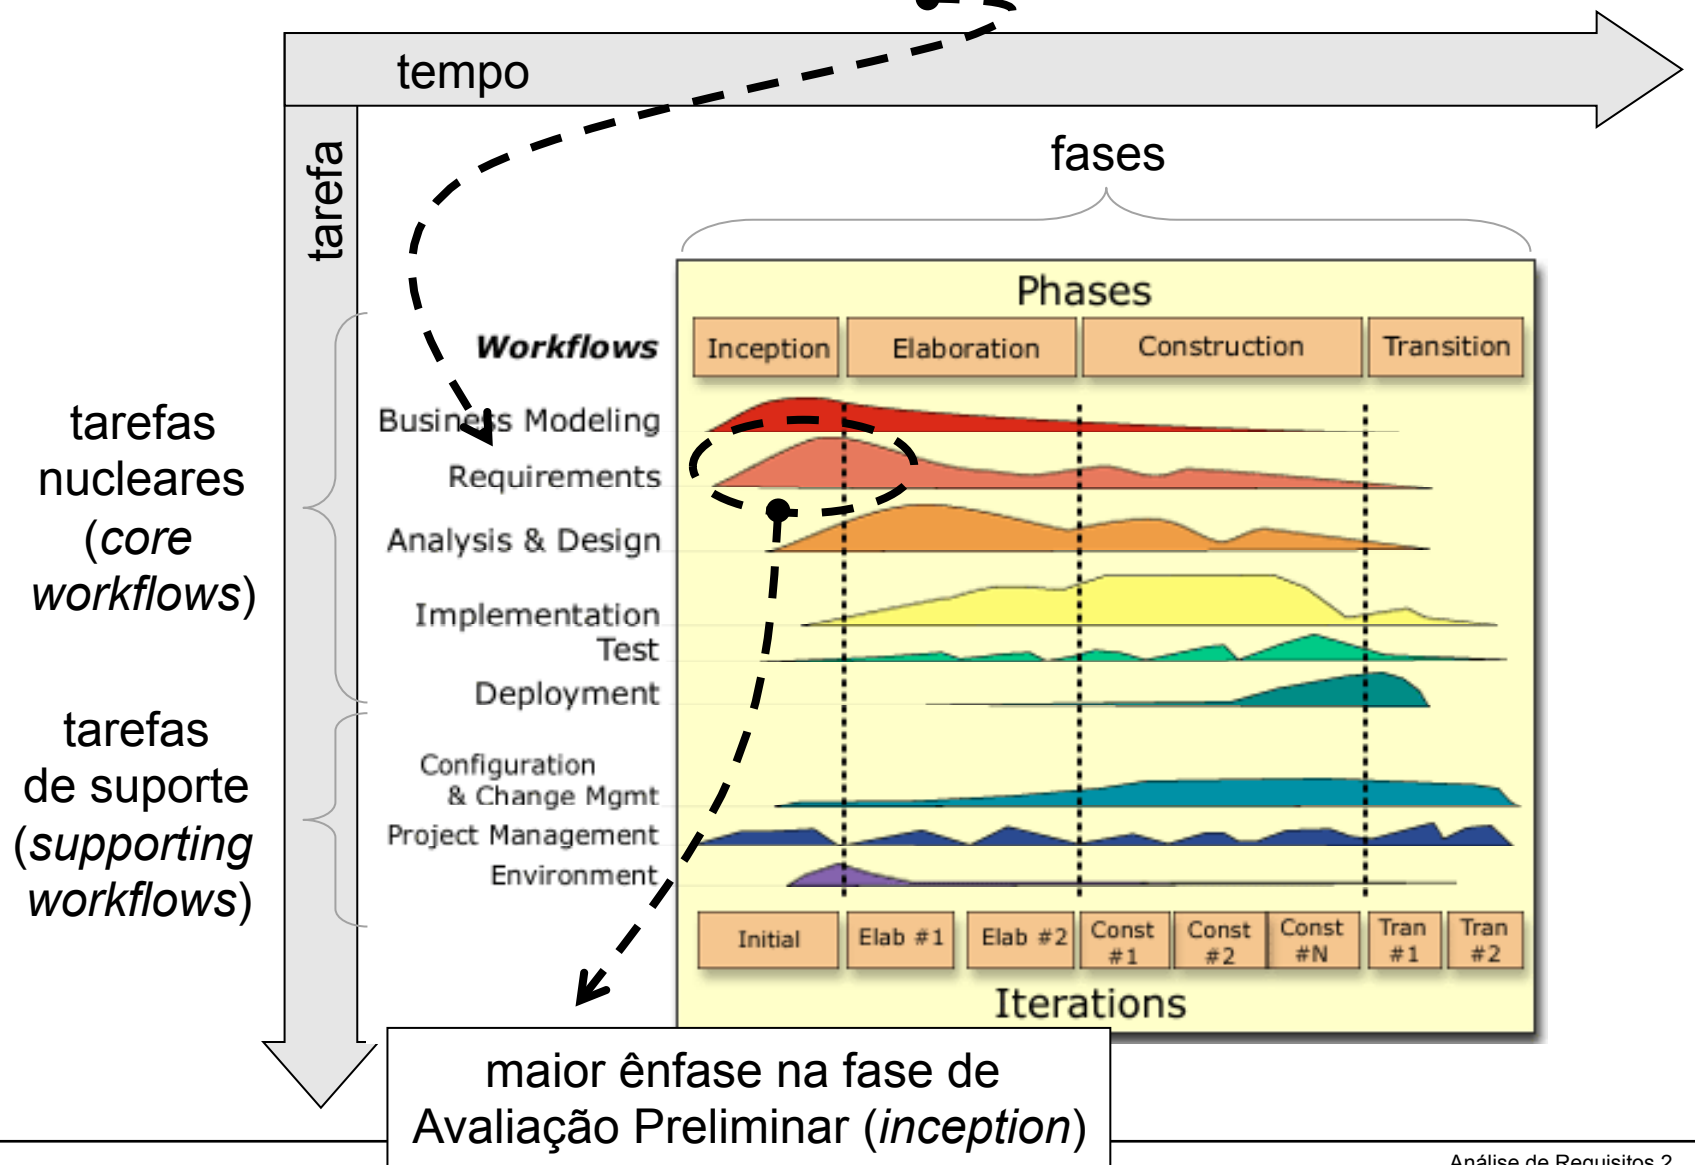 tempo
tarefa
fases
Phases
Workflows
Inception
Elaboration
Construction
Transition
tarefas
nucleares
(core
workflows)
Business Modeling
Requirements
Analysis & Design
Implementation
Test
Deployment
tarefas
de suporte
(supporting
workflows)
Configuration
& Change Mgmt
Project Management
Environment
Initial
Elab #1
Elab #2
Const
#1
Const
#2
Const
#N
Tran
#1
Tran
#2
Iterations
maior ênfase na fase de
Avaliação Preliminar (inception)
Análise de Requisitos 2